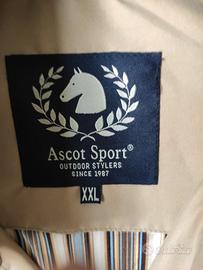 Ascot Sport®
OUTDOOR STYLERS
SINCE 1987
XXL